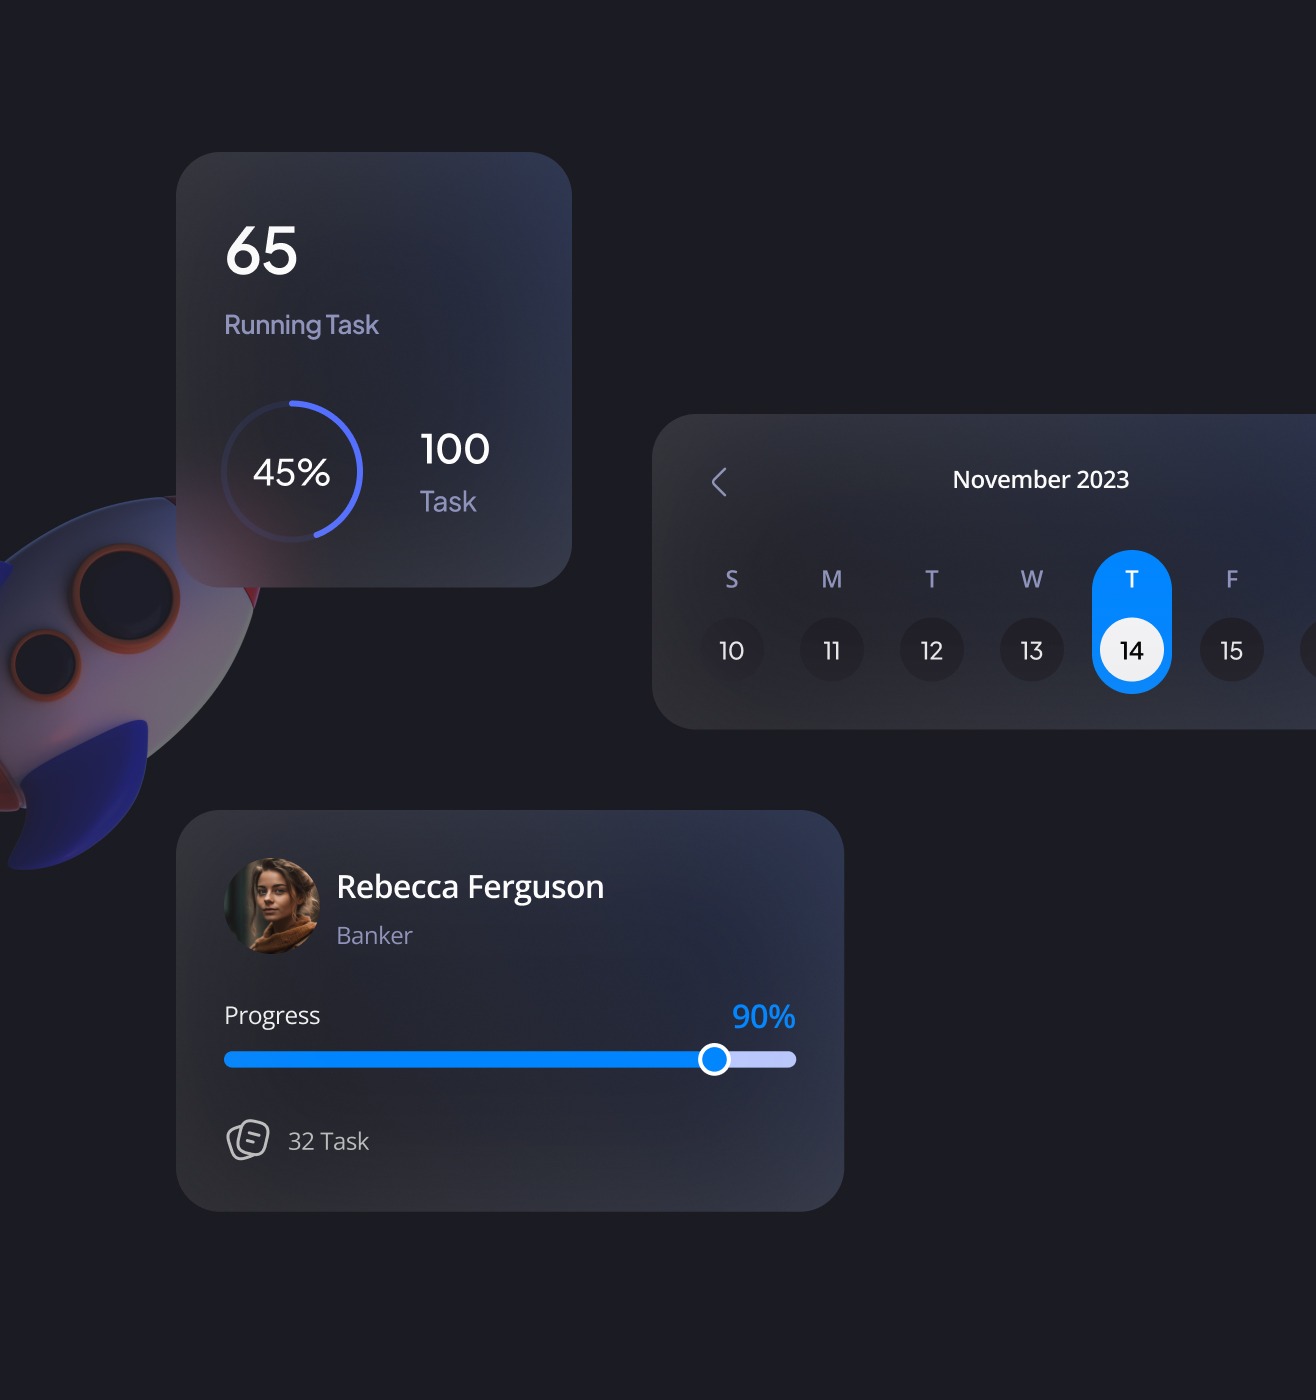 65
Running Task
45%
100
Task
November 2023
S M T W T F
10 11 12 13 14 15
Rebecca Ferguson
Banker
Progress
90%
32 Task